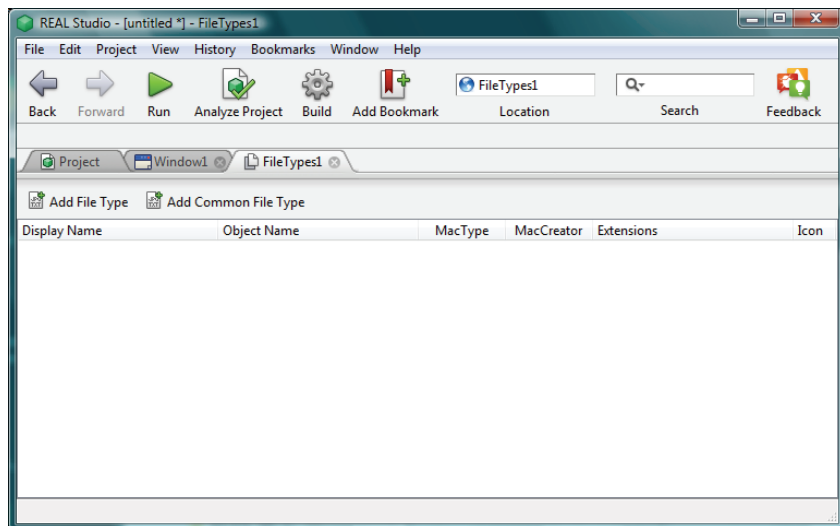 REAL Studio - [untitled *] - FileTypes1
File Edit Project View History Bookmarks Window Help
FileTypes1
Back Forward Run Analyze Project Build Add Bookmark Location Search Feedback
Project Window1 FileTypes1
Add File Type Add Common File Type
Display Name Object Name MacType MacCreator Extensions Icon